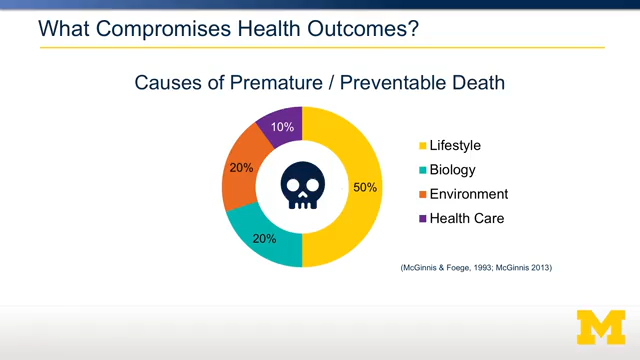 What Compromises Health Outcomes?
Causes of Premature / Preventable Death
10%
20%
50%
20%
Lifestyle
Biology
Environment
Health Care
(McGinnis & Foege, 1993; McGinnis 2013)
M